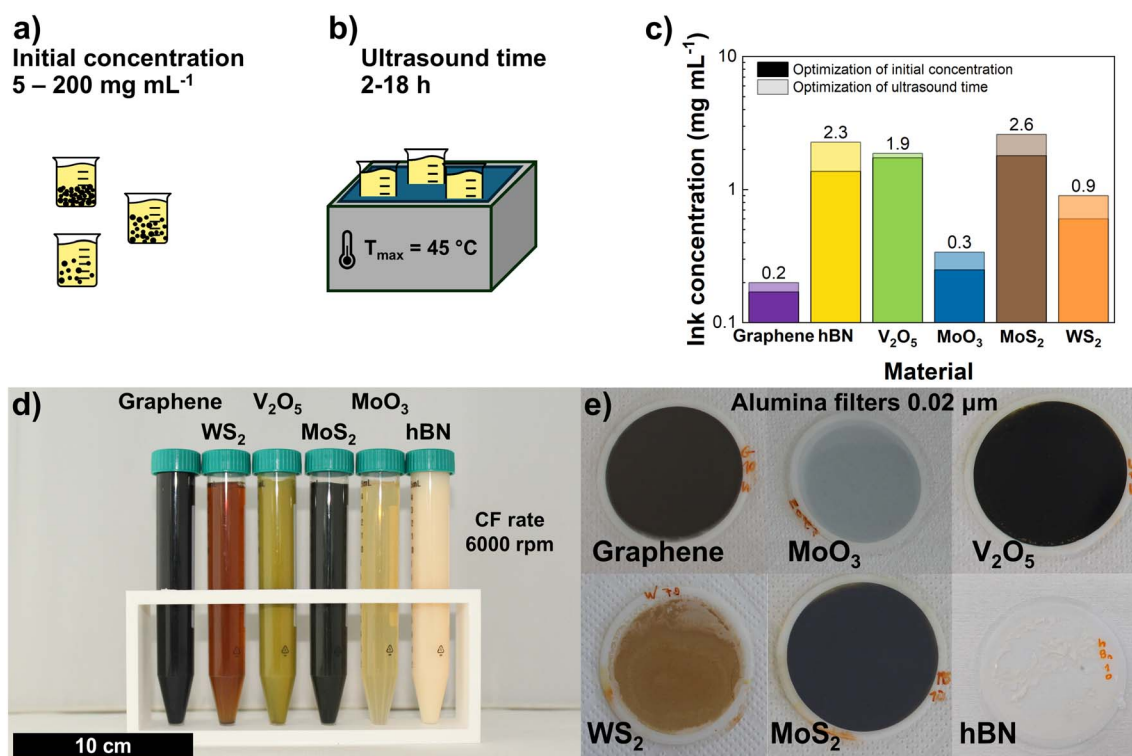 a)
Initial concentration
5 – 200 mg mL⁻¹
b)
Ultrasound time
2-18 h
Tmax = 45 °C
c)
Ink concentration (mg mL⁻¹)
10
1
0.1
Optimization of initial concentration
Optimization of ultrasound time
0.2
2.3
1.9
0.3
2.6
0.9
Graphene hBN V₂O₅ MoO₃ MoS₂ WS₂
Material
d)
Graphene V₂O₅ MoO₃
WS₂ MoS₂ hBN
CF rate
6000 rpm
10 cm
e)
Alumina filters 0.02 µm
Graphene
MoO₃
V₂O₅
W 70
WS₂
MoS₂
hBN